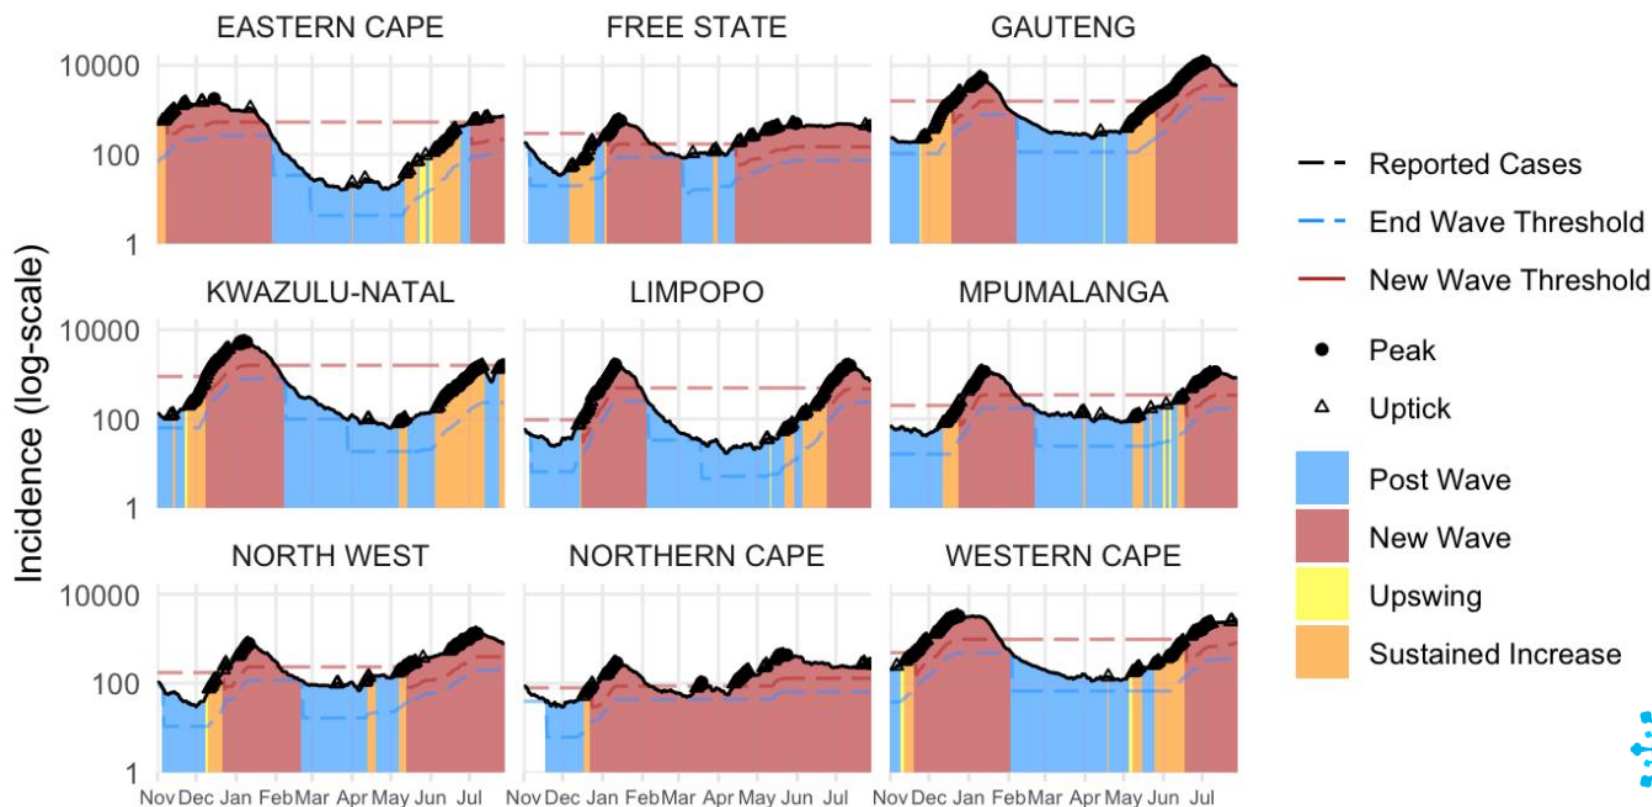 EASTERN CAPE
FREE STATE
GAUTENG
10000
100
1
KWAZULU-NATAL
LIMPOPO
MPUMALANGA
10000
100
1
NORTH WEST
NORTHERN CAPE
WESTERN CAPE
10000
100
1
Nov Dec Jan Feb Mar Apr May Jun Jul
Nov Dec Jan Feb Mar Apr May Jun Jul
Nov Dec Jan Feb Mar Apr May Jun Jul
Incidence (log-scale)
Reported Cases
End Wave Threshold
New Wave Threshold
Peak
Uptick
Post Wave
New Wave
Upswing
Sustained Increase